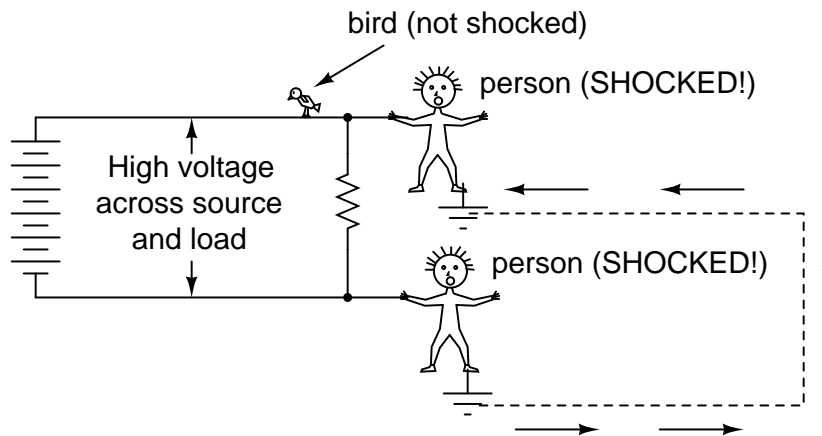 bird (not shocked)
person (SHOCKED!)
High voltage
across source
and load
person (SHOCKED!)